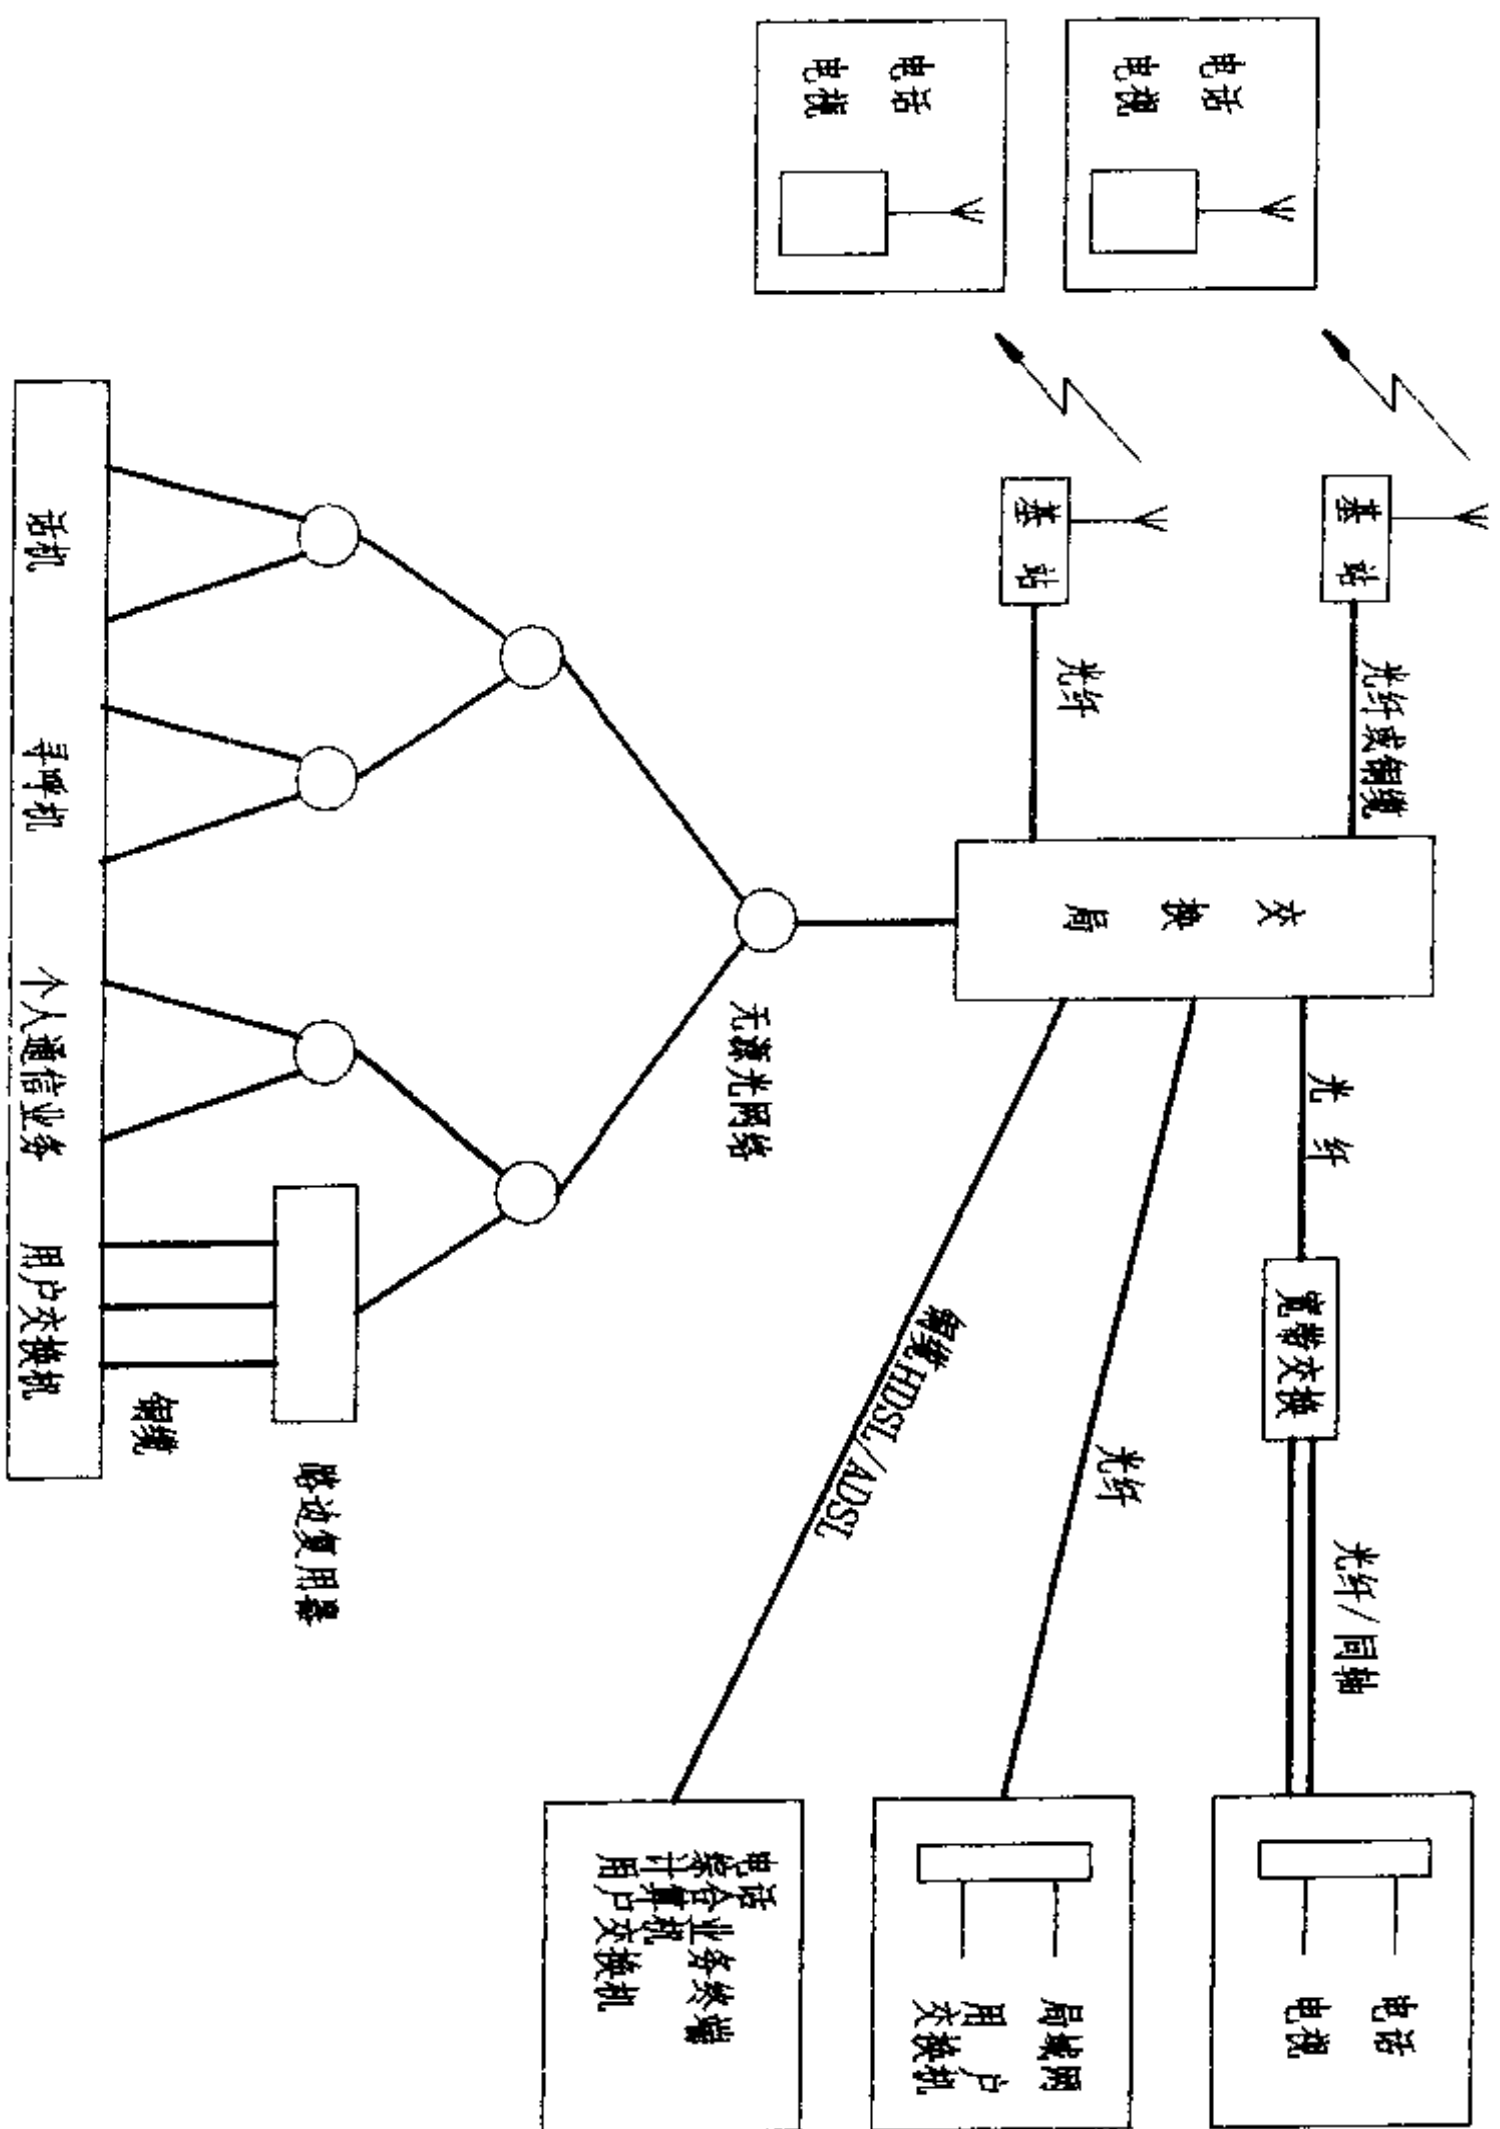 电话
电视
电话
电视
基站
基站
光纤或铜缆
光纤
交换局
光纤
宽带交换
光纤/同轴
电话
电视
光纤
局域网
用户
交换机
铜缆HDSL/ADSL
电话
综合业务终端
计算机
用户交换机
无源光网络
路边复用器
铜缆
话机
寻呼机
个人通信业务
用户交换机